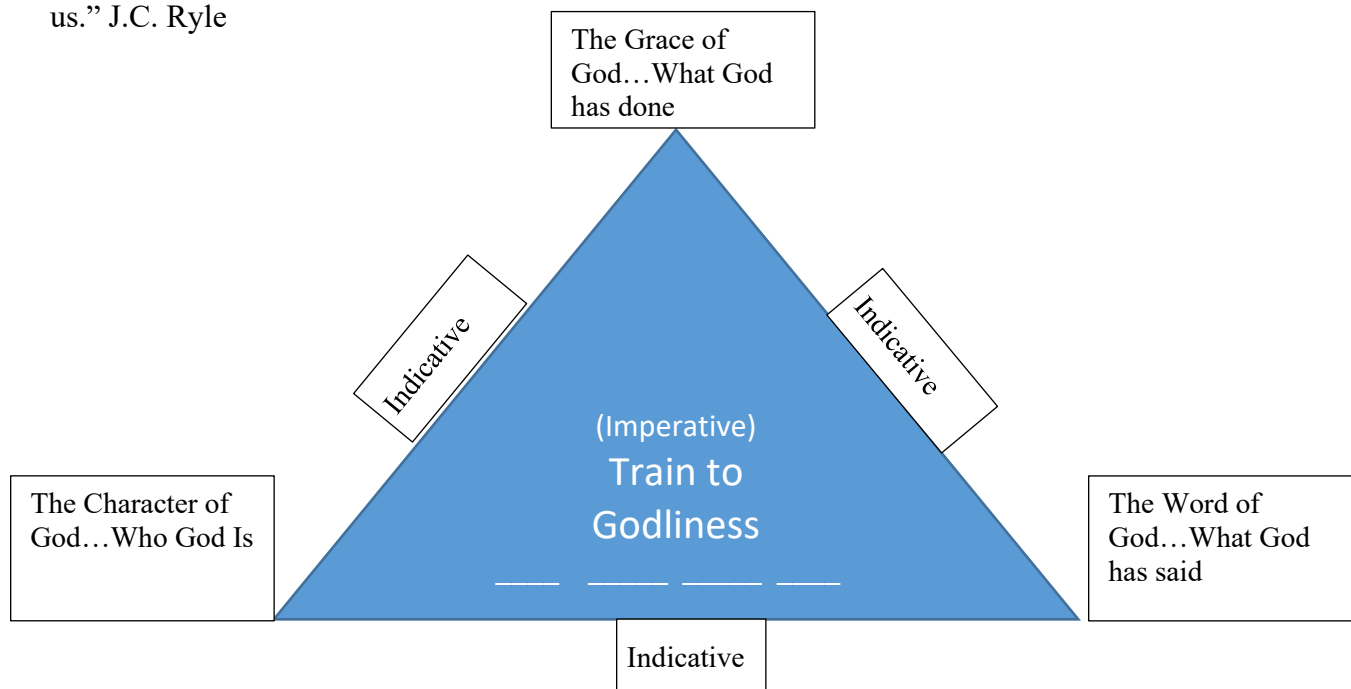 us.” J.C. Ryle
The Grace of
God…What God
has done
Indicative
Indicative
(Imperative)
Train to
Godliness
____ _____ _____ ____
The Character of
God…Who God Is
The Word of
God…What God
has said
Indicative